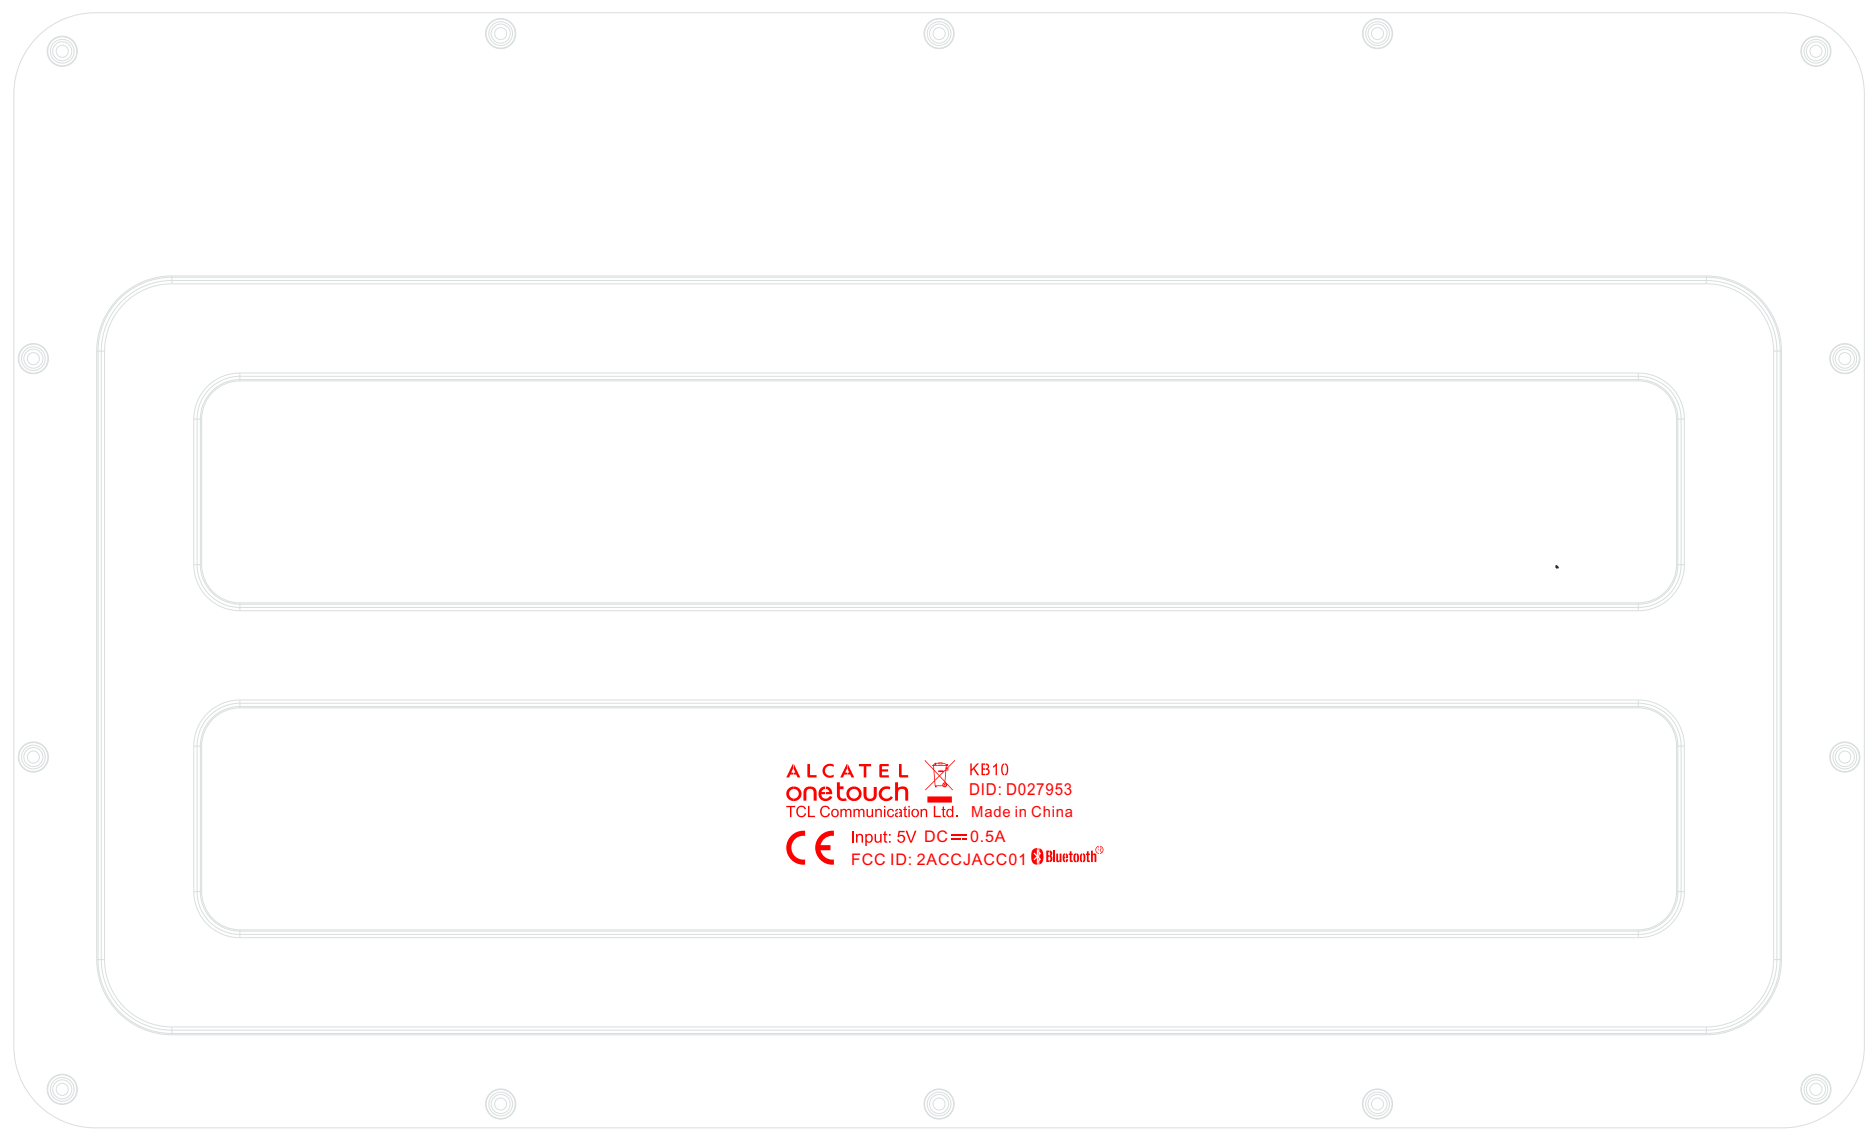 ALCATEL
onetouch
KB10
DID: D027953
TCL Communication Ltd. Made in China
CE
Input: 5V DC 0.5A
FCC ID: 2ACCJACC01
Bluetooth®